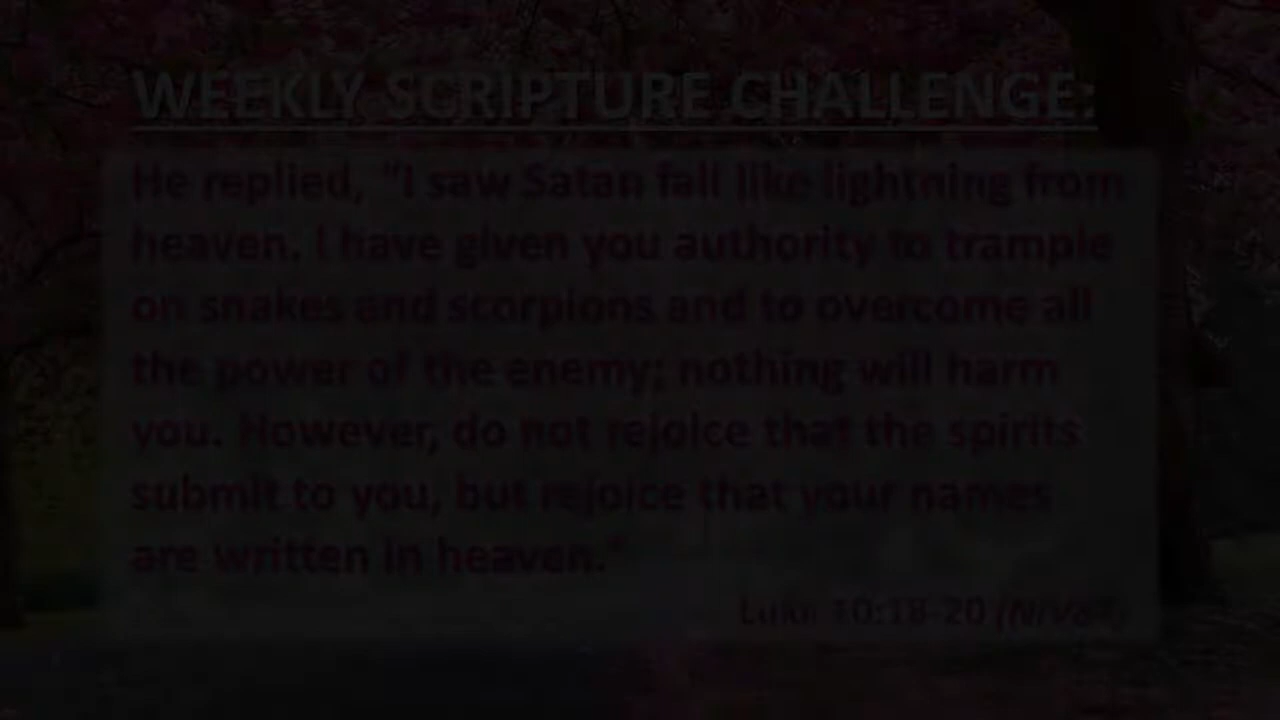 WEEKLY SCRIPTURE CHALLENGE:
He replied, “I saw Satan fall like lightning from
heaven. I have given you authority to trample
on snakes and scorpions and to overcome all
the power of the enemy; nothing will harm
you. However, do not rejoice that the spirits
submit to you, but rejoice that your names
are written in heaven.”
Luke 10:18-20